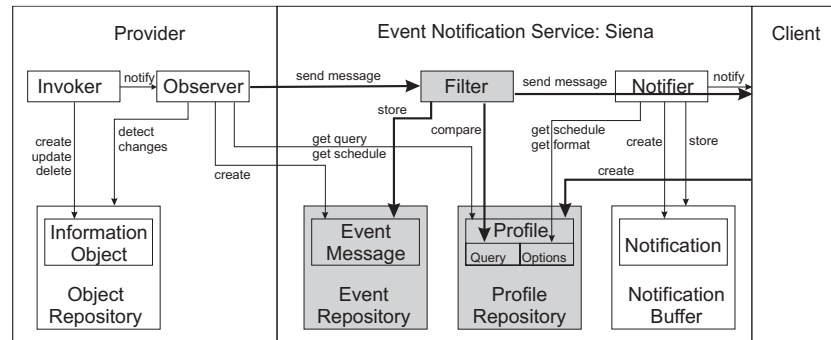 Provider
Event Notification Service: Siena
Client
Invoker
notify
Observer
send message
Filter
send message
Notifier
notify
create
update
delete
detect
changes
create
get query
get schedule
store
compare
get schedule
get format
create
store
create
Information
Object
Object
Repository
Event
Message
Event
Repository
Profile
Query
Options
Profile
Repository
Notification
Notification
Buffer